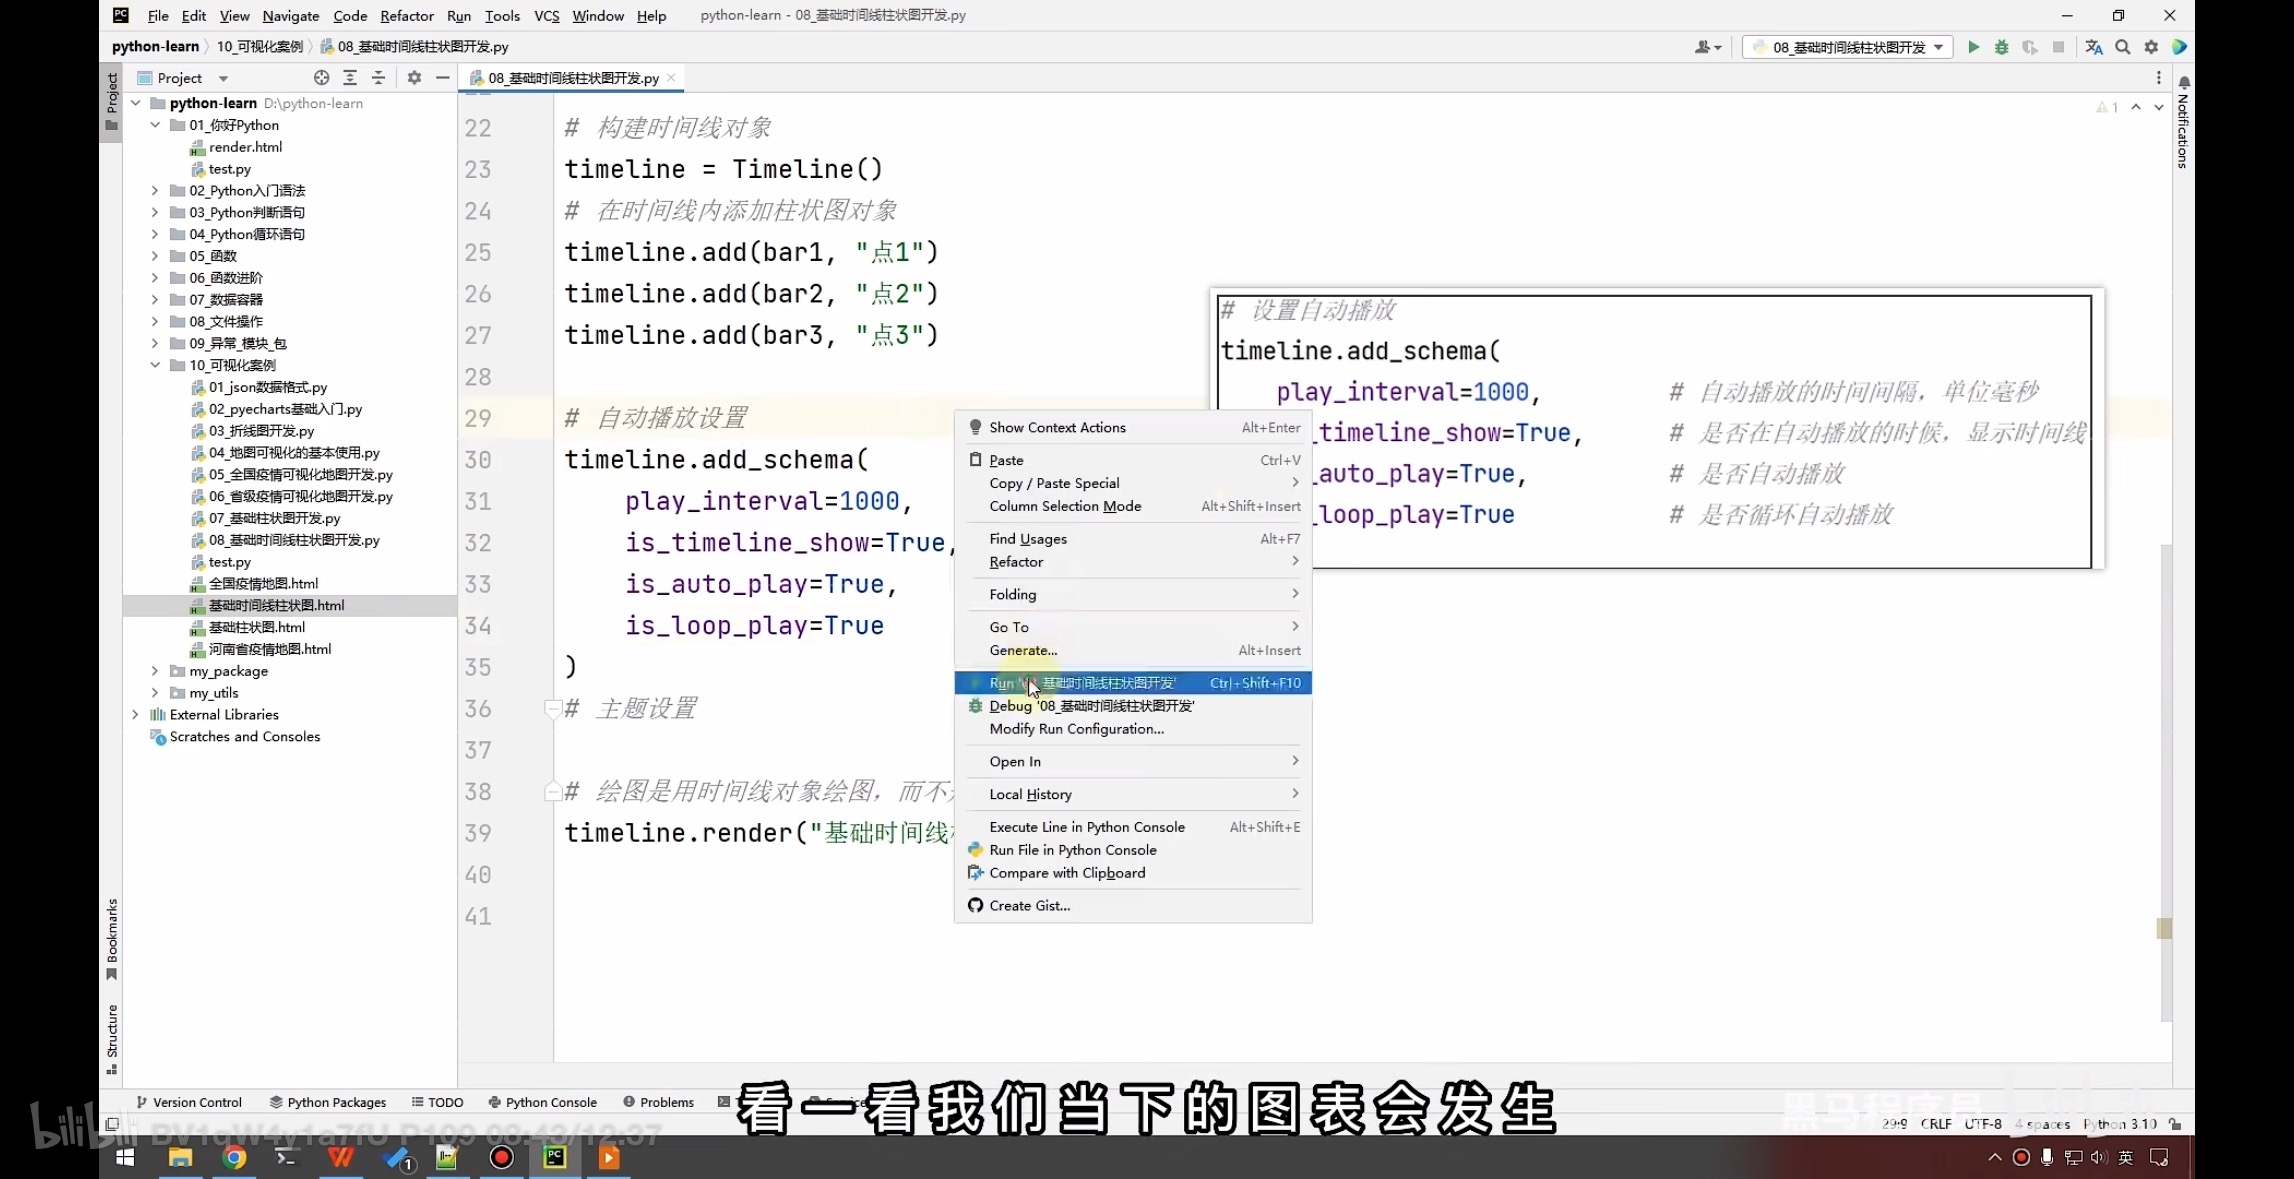 File Edit View Navigate Code Refactor Run Tools VCS Window Help python-learn - 08_基础时间线柱状图开发.py
python-learn 10_可视化案例 08_基础时间线柱状图开发.py
08_基础时间线柱状图开发
Project
08_基础时间线柱状图开发.py
Project
Notifications
1
python-learn D:\python-learn
01_你好Python
render.html
test.py
02_Python入门语法
03_Python判断语句
04_Python循环语句
05_函数
06_函数进阶
07_数据容器
08_文件操作
09_异常_模块_包
10_可视化案例
01_json数据格式.py
02_pyecharts基础入门.py
03_折线图开发.py
04_地图可视化的基本使用.py
05_全国疫情可视化地图开发.py
06_省级疫情可视化地图开发.py
07_基础柱状图开发.py
08_基础时间线柱状图开发.py
test.py
全国疫情地图.html
基础时间线柱状图.html
基础柱状图.html
河南省疫情地图.html
my_package
my_utils
External Libraries
Scratches and Consoles
22 # 构建时间线对象
23 timeline = Timeline()
24 # 在时间线内添加柱状图对象
25 timeline.add(bar1, "点1")
26 timeline.add(bar2, "点2")
27 timeline.add(bar3, "点3")
28
29 # 自动播放设置
30 timeline.add_schema(
31 play_interval=1000,
32 is_timeline_show=True,
33 is_auto_play=True,
34 is_loop_play=True
35 )
36 # 主题设置
37
38 # 绘图是用时间线对象绘图，而不
39 timeline.render("基础时间线
40
41
# 设置自动播放
timeline.add_schema(
play_interval=1000, # 自动播放的时间间隔，单位毫秒
_timeline_show=True, # 是否在自动播放的时候，显示时间线
_auto_play=True, # 是否自动播放
_loop_play=True # 是否循环自动播放
Show Context Actions Alt+Enter
Paste Ctrl+V
Copy / Paste Special
Column Selection Mode Alt+Shift+Insert
Find Usages Alt+F7
Refactor
Folding
Go To
Generate... Alt+Insert
Run '基础时间线柱状图开发' Ctrl+Shift+F10
Debug '08_基础时间线柱状图开发'
Modify Run Configuration...
Open In
Local History
Execute Line in Python Console Alt+Shift+E
Run File in Python Console
Compare with Clipboard
Create Gist...
Bookmarks
Structure
Version Control Python Packages TODO Python Console Problems
看一看我们当下的图表会发生
黑马程序员
bilibili BV1qW4y1a7fU P109 08:43/12:37
29:9 CRLF UTF-8 4 spaces Python 3.10
1
英